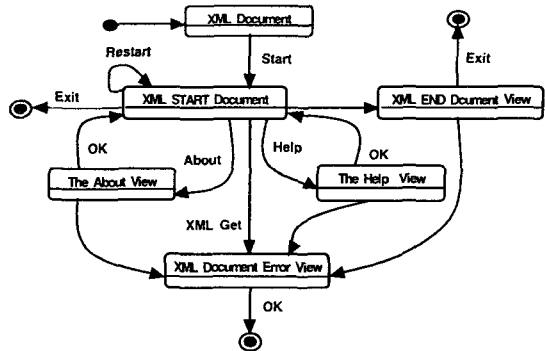 XML Document
Start
Restart
Exit
Exit
XML START Document
XML END Dcument View
OK
About
Help
OK
The About View
The Help View
XML Get
XML Document Error View
OK